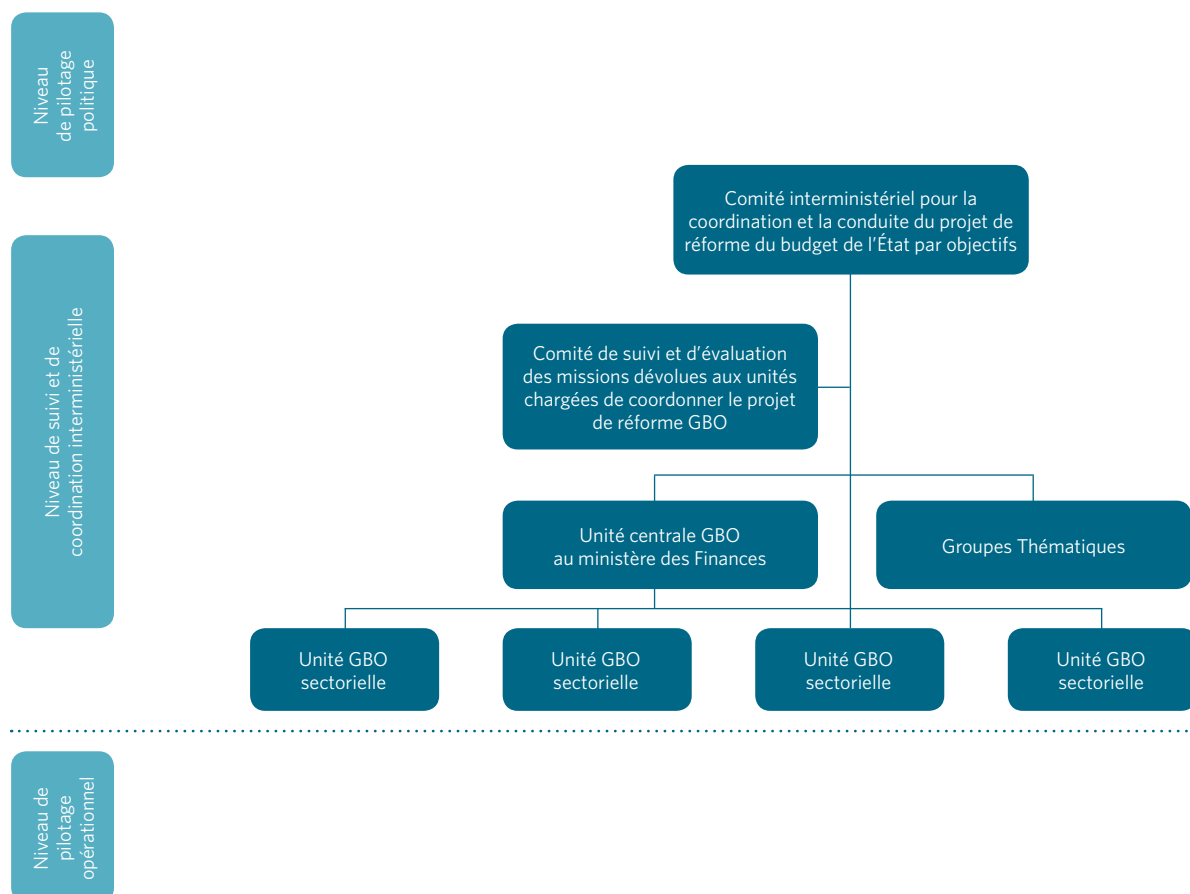 Niveau
de pilotage
politique
Comité interministériel pour la
coordination et la conduite du projet de
réforme du budget de l'État par objectifs
Niveau de suivi et de
coordination interministérielle
Comité de suivi et d'évaluation
des missions dévolues aux unités
chargées de coordonner le projet
de réforme GBO
Unité centrale GBO
au ministère des Finances
Groupes Thématiques
Unité GBO
sectorielle
Unité GBO
sectorielle
Unité GBO
sectorielle
Unité GBO
sectorielle
Niveau de
pilotage
opérationnel